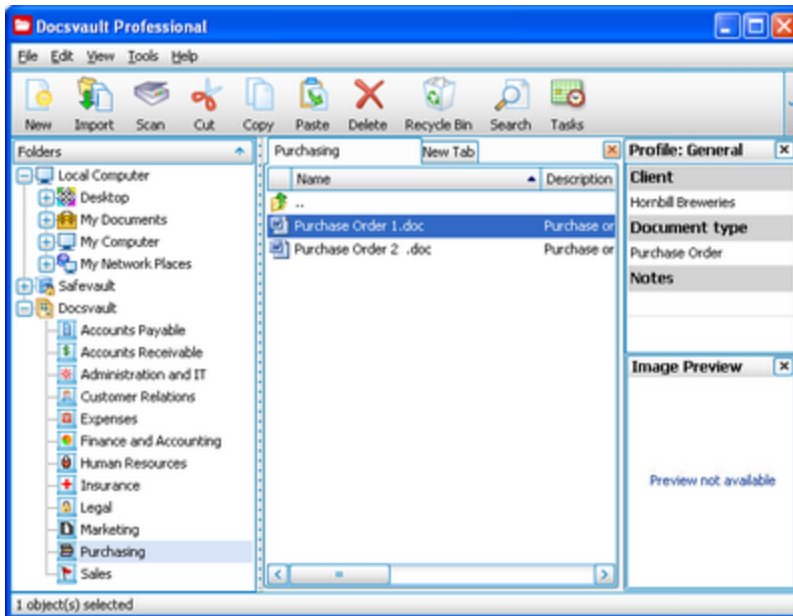 Docsvault Professional
File Edit View Tools Help
New Import Scan Cut Copy Paste Delete Recycle Bin Search Tasks
Folders
Local Computer
Desktop
My Documents
My Computer
My Network Places
Safevault
Docsvault
Accounts Payable
Accounts Receivable
Administration and IT
Customer Relations
Expenses
Finance and Accounting
Human Resources
Insurance
Legal
Marketing
Purchasing
Sales
Purchasing New Tab
Name Description
..
Purchase Order 1.doc Purchase or
Purchase Order 2 .doc Purchase or
Profile: General
Client
Hornbill Breweries
Document type
Purchase Order
Notes
Image Preview
Preview not available
1 object(s) selected